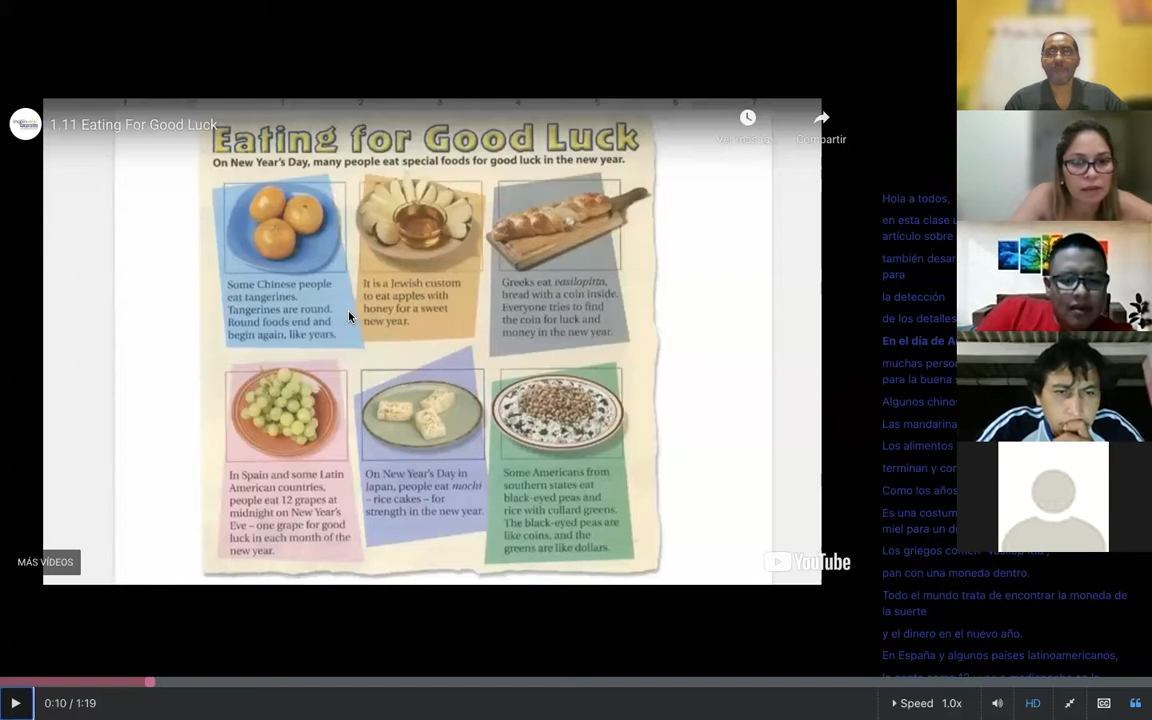 1.11 Eating For Good Luck
Ver más ta...
Compartir
Eating for Good Luck
On New Year's Day, many people eat special foods for good luck in the new year.
Some Chinese people
eat tangerines.
Tangerines are round.
Round foods end and
begin again, like years.
It is a Jewish custom
to eat apples with
honey for a sweet
new year.
Greeks eat vasilopitta,
bread with a coin inside.
Everyone tries to find
the coin for luck and
money in the new year.
In Spain and some Latin
American countries,
people eat 12 grapes at
midnight on New Year's
Eve – one grape for good
luck in each month of the
new year.
On New Year's Day in
Japan, people eat mochi
– rice cakes – for
strength in the new year.
Some Americans from
southern states eat
black-eyed peas and
rice with collard greens.
The black-eyed peas are
like coins, and the
greens are like dollars.
MÁS VÍDEOS
YouTube
Hola a todos,
en esta clase
artículo sobre
también
para
la detección
de los detalles
En el día de
muchas
para la buena
Algunos chinos
Las
Los alimentos
Como los años
Es una
miel para un
Los griegos comen
pan con una moneda dentro.
Todo el mundo trata de encontrar la moneda de
la suerte
y el dinero en el nuevo año.
En España y algunos países latinoamericanos,
0:10 / 1:19
Speed 1.0x
HD
CC